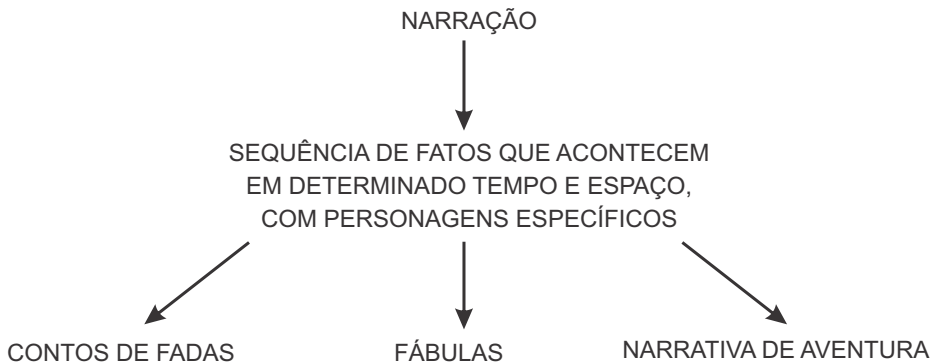 NARRAÇÃO
SEQUÊNCIA DE FATOS QUE ACONTECEM
EM DETERMINADO TEMPO E ESPAÇO,
COM PERSONAGENS ESPECÍFICOS
CONTOS DE FADAS
FÁBULAS
NARRATIVA DE AVENTURA